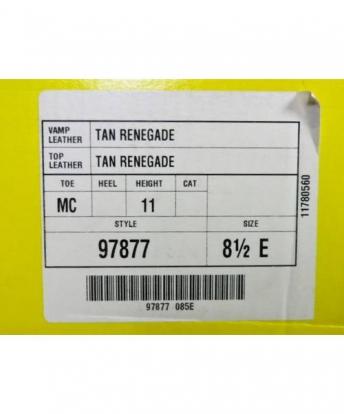 VAMP LEATHER TAN RENEGADE
TOP LEATHER TAN RENEGADE
TOE HEEL HEIGHT CAT
MC 11
STYLE SIZE
97877 8½ E
97877 085E
11780560